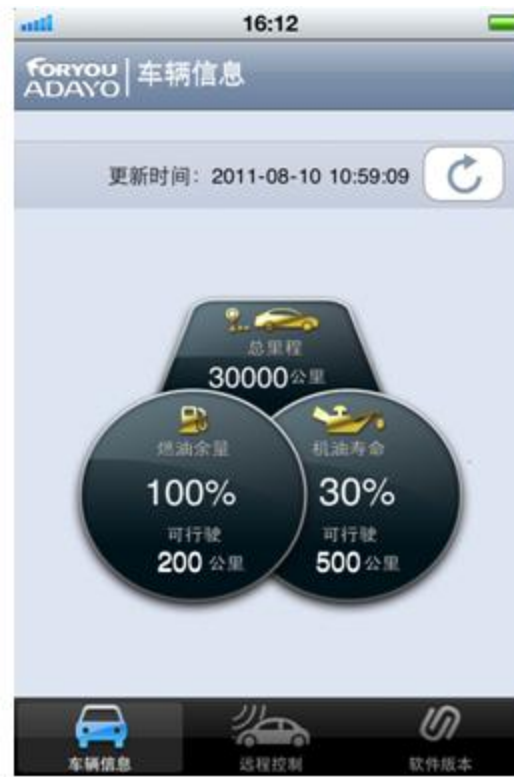 16:12
FORYOU
ADAYO
车辆信息
更新时间：2011-08-10 10:59:09
总里程
30000公里
燃油余量
100%
可行驶
200 公里
机油寿命
30%
可行驶
500 公里
车辆信息
远程控制
软件版本